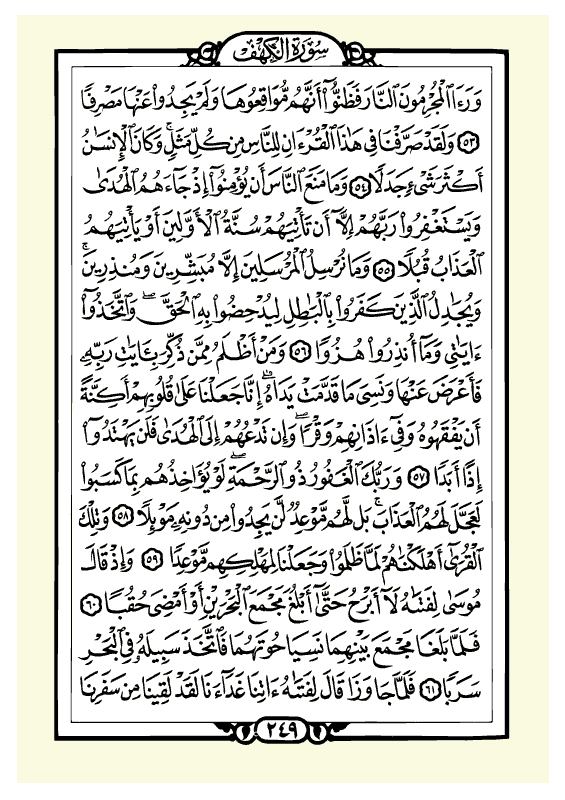 سورة الكهف
وَرَءَا ٱلْمُجْرِمُونَ ٱلنَّارَ فَظَنُّوٓا۟ أَنَّهُم مُّوَاقِعُوهَا وَلَمْ يَجِدُوا۟ عَنْهَا مَصْرِفًا
٥٣ وَلَقَدْ صَرَّفْنَا فِى هَٰذَا ٱلْقُرْءَانِ لِلنَّاسِ مِن كُلِّ مَثَلٍ ۚ وَكَانَ ٱلْإِنسَٰنُ
أَكْثَرَ شَىْءٍ جَدَلًا ٥٤ وَمَا مَنَعَ ٱلنَّاسَ أَن يُؤْمِنُوٓا۟ إِذْ جَآءَهُمُ ٱلْهُدَىٰ
وَيَسْتَغْفِرُوا۟ رَبَّهُمْ إِلَّآ أَن تَأْتِيَهُمْ سُنَّةُ ٱلْأَوَّلِينَ أَوْ يَأْتِيَهُمُ
ٱلْعَذَابُ قُبُلًا ٥٥ وَمَا نُرْسِلُ ٱلْمُرْسَلِينَ إِلَّا مُبَشِّرِينَ وَمُنذِرِينَ ۚ
وَيُجَٰدِلُ ٱلَّذِينَ كَفَرُوا۟ بِٱلْبَٰطِلِ لِيُدْحِضُوا۟ بِهِ ٱلْحَقَّ ۖ وَٱتَّخَذُوٓا۟
ءَايَٰتِى وَمَآ أُنذِرُوا۟ هُزُوًا ٥٦ وَمَنْ أَظْلَمُ مِمَّن ذُكِّرَ بِـَٔايَٰتِ رَبِّهِۦ
فَأَعْرَضَ عَنْهَا وَنَسِىَ مَا قَدَّمَتْ يَدَاهُ ۚ إِنَّا جَعَلْنَا عَلَىٰ قُلُوبِهِمْ أَكِنَّةً
أَن يَفْقَهُوهُ وَفِىٓ ءَاذَانِهِمْ وَقْرًا ۖ وَإِن تَدْعُهُمْ إِلَى ٱلْهُدَىٰ فَلَن يَهْتَدُوٓا۟
إِذًا أَبَدًا ٥٧ وَرَبُّكَ ٱلْغَفُورُ ذُو ٱلرَّحْمَةِ ۖ لَوْ يُؤَاخِذُهُم بِمَا كَسَبُوا۟
لَعَجَّلَ لَهُمُ ٱلْعَذَابَ ۚ بَل لَّهُم مَّوْعِدٌ لَّن يَجِدُوا۟ مِن دُونِهِۦ مَوْئِلًا ٥٨ وَتِلْكَ
ٱلْقُرَىٰٓ أَهْلَكْنَٰهُمْ لَمَّا ظَلَمُوا۟ وَجَعَلْنَا لِمَهْلِكِهِم مَّوْعِدًا ٥٩ وَإِذْ قَالَ
مُوسَىٰ لِفَتَىٰهُ لَآ أَبْرَحُ حَتَّىٰٓ أَبْلُغَ مَجْمَعَ ٱلْبَحْرَيْنِ أَوْ أَمْضِىَ حُقُبًا ٦٠
فَلَمَّا بَلَغَا مَجْمَعَ بَيْنِهِمَا نَسِيَا حُوتَهُمَا فَٱتَّخَذَ سَبِيلَهُۥ فِى ٱلْبَحْرِ
سَرَبًا ٦١ فَلَمَّا جَاوَزَا قَالَ لِفَتَىٰهُ ءَاتِنَا غَدَآءَنَا لَقَدْ لَقِينَا مِن سَفَرِنَا
٢٤٩